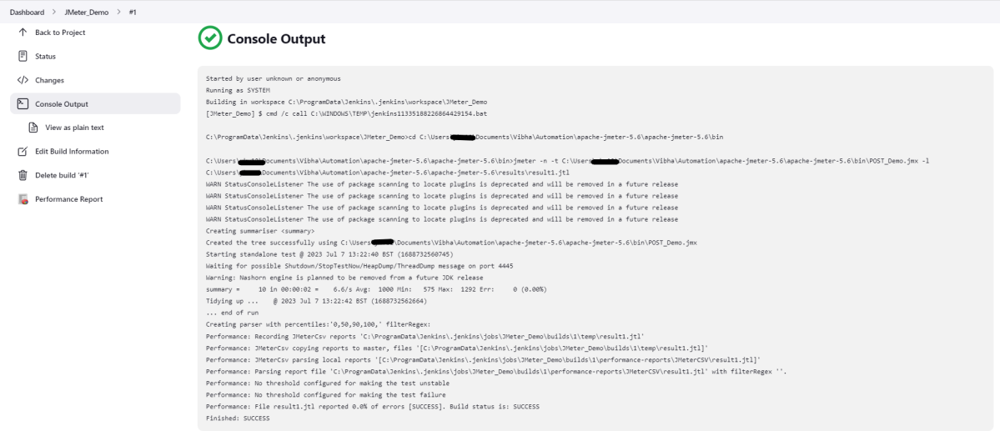 Dashboard > JMeter_Demo > #1
Back to Project
Status
Changes
Console Output
View as plain text
Edit Build Information
Delete build '#1'
Performance Report
Console Output
Started by user unknown or anonymous
Running as SYSTEM
Building in workspace C:\ProgramData\Jenkins\.jenkins\workspace\JMeter_Demo
[JMeter_Demo] $ cmd /c call C:\WINDOWS\TEMP\jenkins11335188226864429154.bat
C:\ProgramData\Jenkins\.jenkins\workspace\JMeter_Demo>cd C:\Users\ Documents\Vibha\Automation\apache-jmeter-5.6\apache-jmeter-5.6\bin
C:\Users\ Documents\Vibha\Automation\apache-jmeter-5.6\apache-jmeter-5.6\bin>jmeter -n -t C:\Users\ Documents\Vibha\Automation\apache-jmeter-5.6\apache-jmeter-5.6\bin\POST_Demo.jmx -l
C:\Users\ Documents\Vibha\Automation\apache-jmeter-5.6\apache-jmeter-5.6\results\result1.jtl
WARN StatusConsoleListener The use of package scanning to locate plugins is deprecated and will be removed in a future release
WARN StatusConsoleListener The use of package scanning to locate plugins is deprecated and will be removed in a future release
WARN StatusConsoleListener The use of package scanning to locate plugins is deprecated and will be removed in a future release
WARN StatusConsoleListener The use of package scanning to locate plugins is deprecated and will be removed in a future release
Creating summariser <summary>
Created the tree successfully using C:\Users \Documents\Vibha\Automation\apache-jmeter-5.6\apache-jmeter-5.6\bin\POST_Demo.jmx
Starting standalone test @ 2023 Jul 7 13:22:40 BST (1688732560745)
Waiting for possible Shutdown/StopTestNow/HeapDump/ThreadDump message on port 4445
Warning: Nashorn engine is planned to be removed from a future JDK release
summary =     10 in 00:00:02 =    6.6/s Avg:  1000 Min:   575 Max:  1292 Err:     0 (0.00%)
Tidying up ...    @ 2023 Jul 7 13:22:42 BST (1688732562664)
... end of run
Creating parser with percentiles:'0,50,90,100,' filterRegex:
Performance: Recording JMeterCsv reports 'C:\ProgramData\Jenkins\.jenkins\jobs\JMeter_Demo\builds\1\temp\result1.jtl'
Performance: JMeterCsv copying reports to master, files '[C:\ProgramData\Jenkins\.jenkins\jobs\JMeter_Demo\builds\1\temp\result1.jtl]'
Performance: JMeterCsv parsing local reports '[C:\ProgramData\Jenkins\.jenkins\jobs\JMeter_Demo\builds\1\performance-reports\JMeterCSV\result1.jtl]'
Performance: Parsing report file 'C:\ProgramData\Jenkins\.jenkins\jobs\JMeter_Demo\builds\1\performance-reports\JMeterCSV\result1.jtl' with filterRegex ''.
Performance: No threshold configured for making the test unstable
Performance: No threshold configured for making the test failure
Performance: File result1.jtl reported 0.0% of errors [SUCCESS]. Build status is: SUCCESS
Finished: SUCCESS